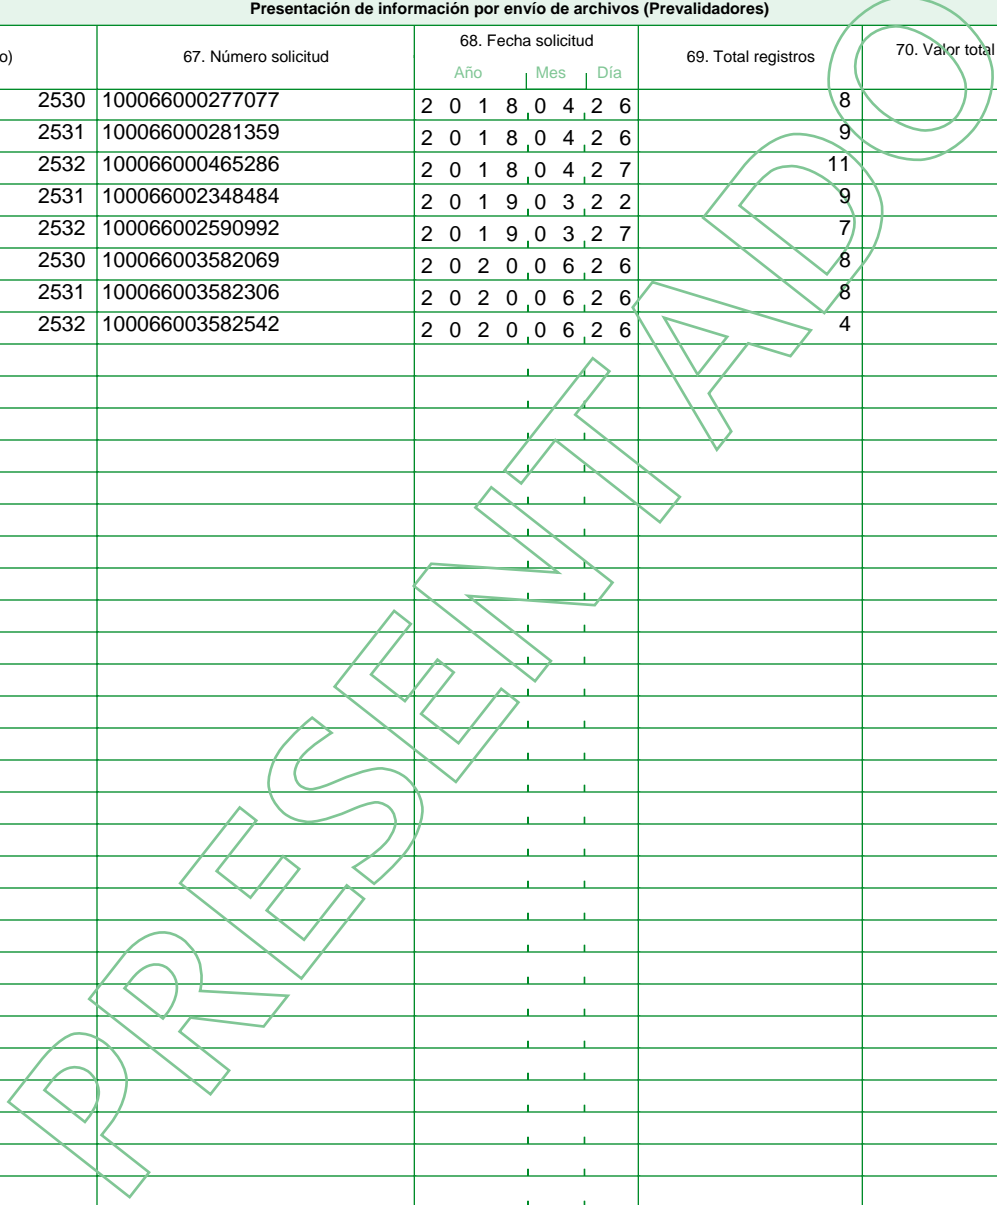 Presentación de información por envío de archivos (Prevalidadores)
o) 67. Número solicitud 68. Fecha solicitud 69. Total registros 70. Valor total
Año Mes Día
2530 100066000277077 2 0 1 8 0 4 2 6 8
2531 100066000281359 2 0 1 8 0 4 2 6 9
2532 100066000465286 2 0 1 8 0 4 2 7 11
2531 100066002348484 2 0 1 9 0 3 2 2 9
2532 100066002590992 2 0 1 9 0 3 2 7 7
2530 100066003582069 2 0 2 0 0 6 2 6 8
2531 100066003582306 2 0 2 0 0 6 2 6 8
2532 100066003582542 2 0 2 0 0 6 2 6 4
PRESENTADO